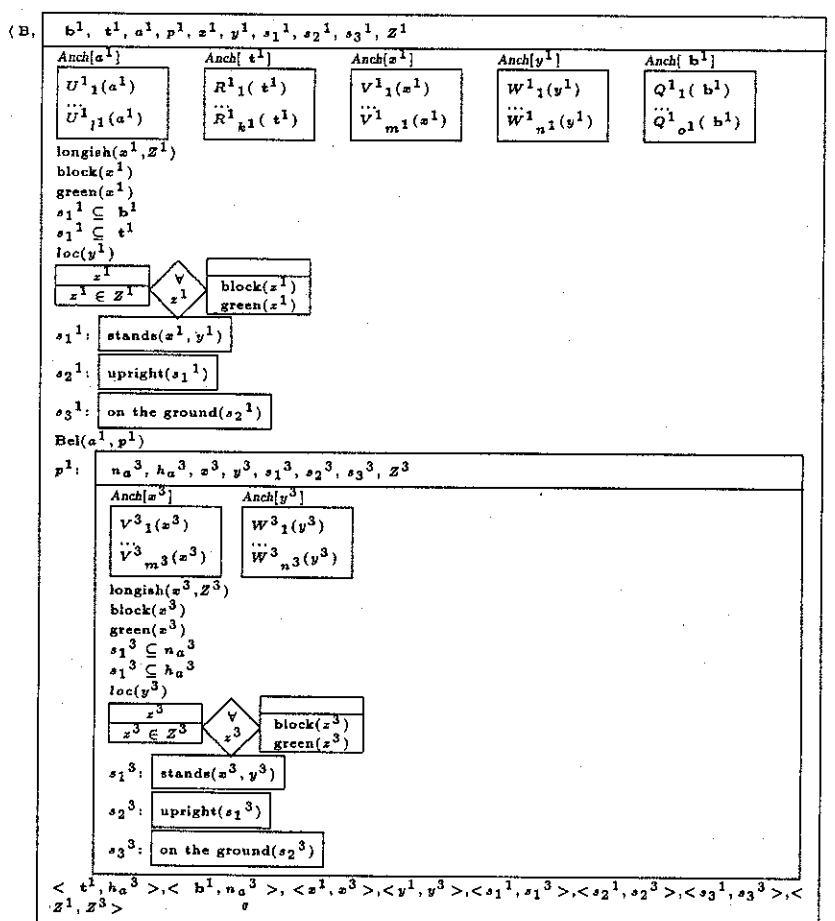 ⟨B, b¹, t¹, a¹, p¹, x¹, y¹, s₁¹, s₂¹, s₃¹, Z¹
Anch[a¹] Anch[ t¹] Anch[x¹] Anch[y¹] Anch[ b¹]
U¹₁(a¹) R¹₁( t¹) V¹₁(x¹) W¹₁(y¹) Q¹₁( b¹)
... ... ... ... ...
U¹ₗ₁(a¹) R¹ₖ₁( t¹) V¹ₘ₁(x¹) W¹ₙ₁(y¹) Q¹ₒ₁( b¹)
longish(x¹,Z¹)
block(x¹)
green(x¹)
s₁¹ ⊆ b¹
s₁¹ ⊆ t¹
loc(y¹)
z¹ ∀
z¹ ∈ Z¹ z¹ block(z¹)
green(z¹)
s₁¹: stands(x¹, y¹)
s₂¹: upright(s₁¹)
s₃¹: on the ground(s₂¹)
Bel(a¹, p¹)
p¹: nₐ³, hₐ³, x³, y³, s₁³, s₂³, s₃³, Z³
Anch[x³] Anch[y³]
V³₁(x³) W³₁(y³)
... ...
V³ₘ₃(x³) W³ₙ₃(y³)
longish(x³,Z³)
block(x³)
green(x³)
s₁³ ⊆ nₐ³
s₁³ ⊆ hₐ³
loc(y³)
z³ ∀
z³ ∈ Z³ z³ block(z³)
green(z³)
s₁³: stands(x³, y³)
s₂³: upright(s₁³)
s₃³: on the ground(s₂³)
< t¹, hₐ³ >,< b¹, nₐ³ >, < x¹, x³ >,< y¹, y³ >,< s₁¹, s₁³ >,< s₂¹, s₂³ >,< s₃¹, s₃³ >,<
Z¹, Z³ >